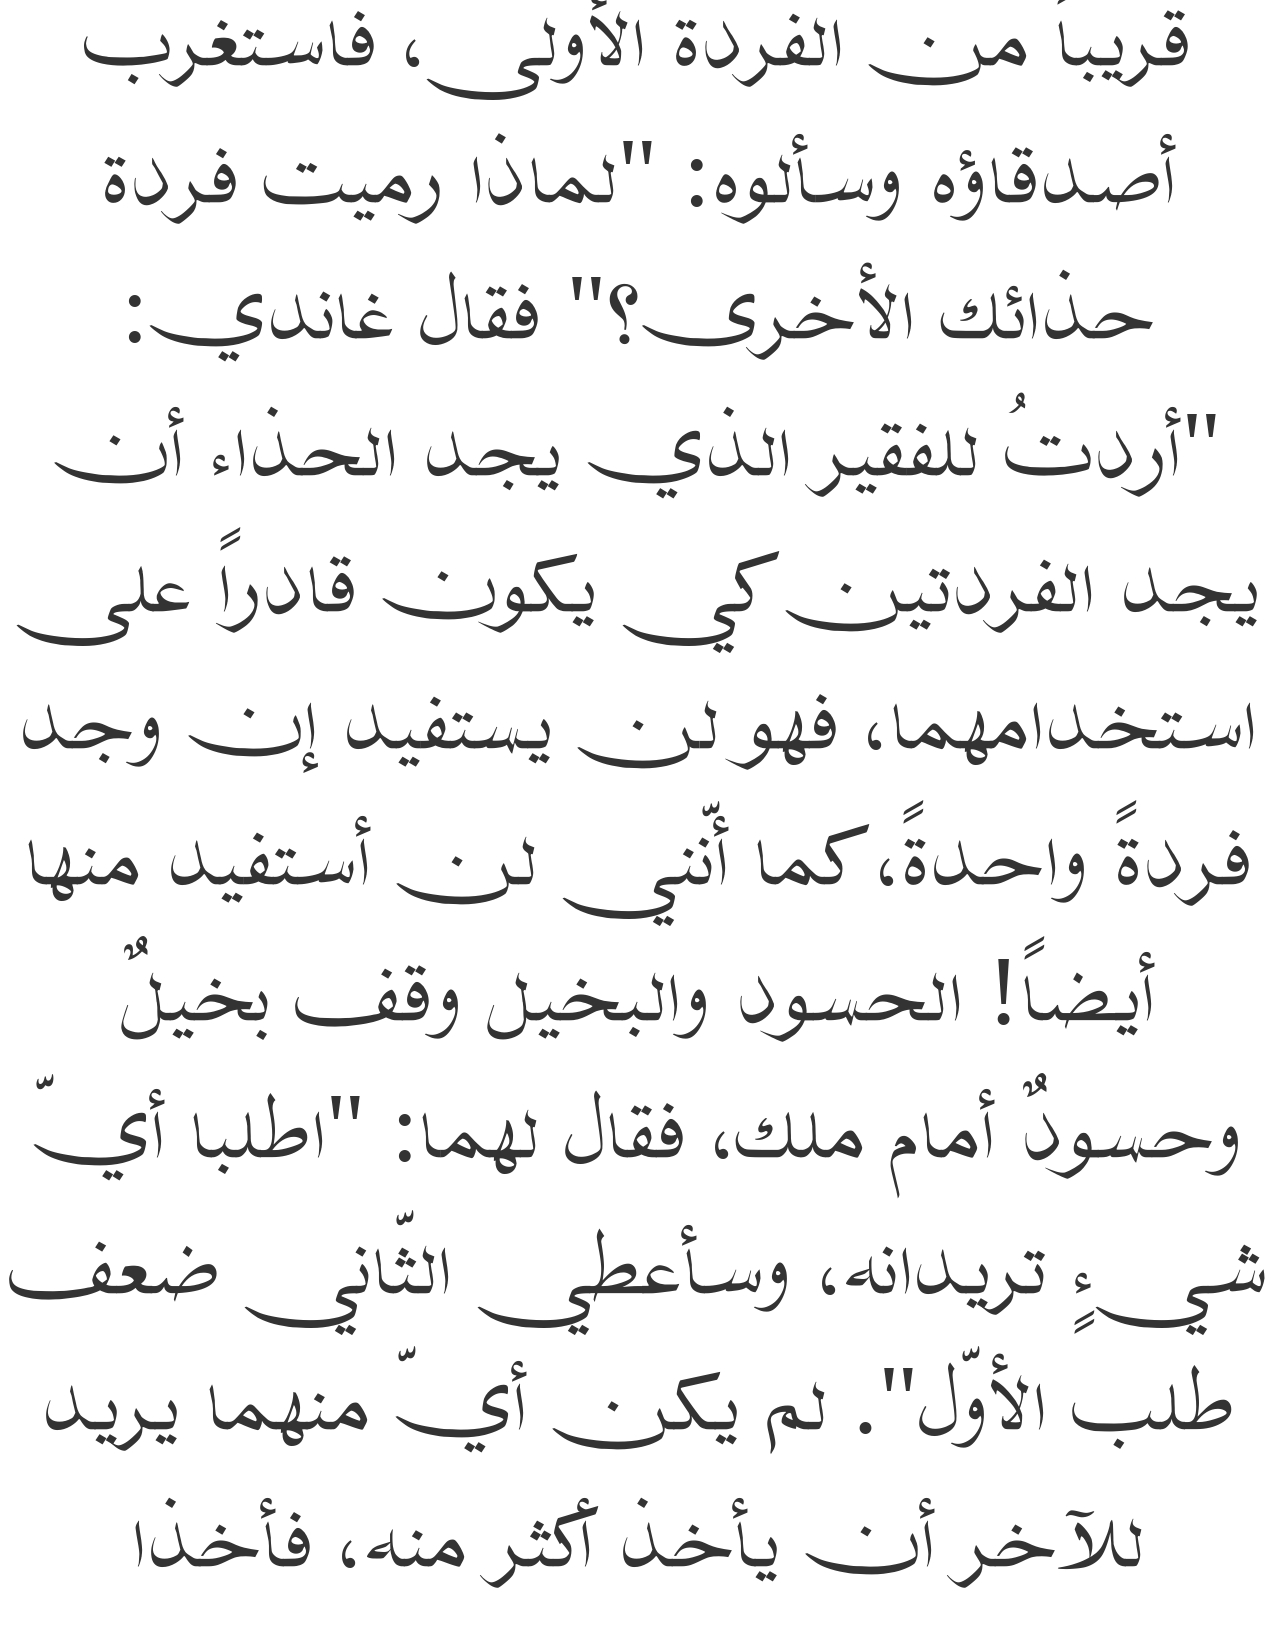 قريباً من الفردة الأولى، فاستغرب
أصدقاؤه وسألوه: "لماذا رميت فردة
حذائك الأخرى؟" فقال غاندي:
"أردتُ للفقير الذي يجد الحذاء أن
يجد الفردتين كي يكون قادراً على
استخدامهما، فهو لن يستفيد إن وجد
فردةً واحدةً، كما أنّني لن أستفيد منها
أيضاً! الحسود والبخيل وقف بخيلٌ
وحسودٌ أمام ملك، فقال لهما: "اطلبا أيّ
شيءٍ تريدانه، وسأعطي الثّاني ضعف
طلب الأوّل". لم يكن أيّ منهما يريد
للآخر أن يأخذ أكثر منه، فأخذا